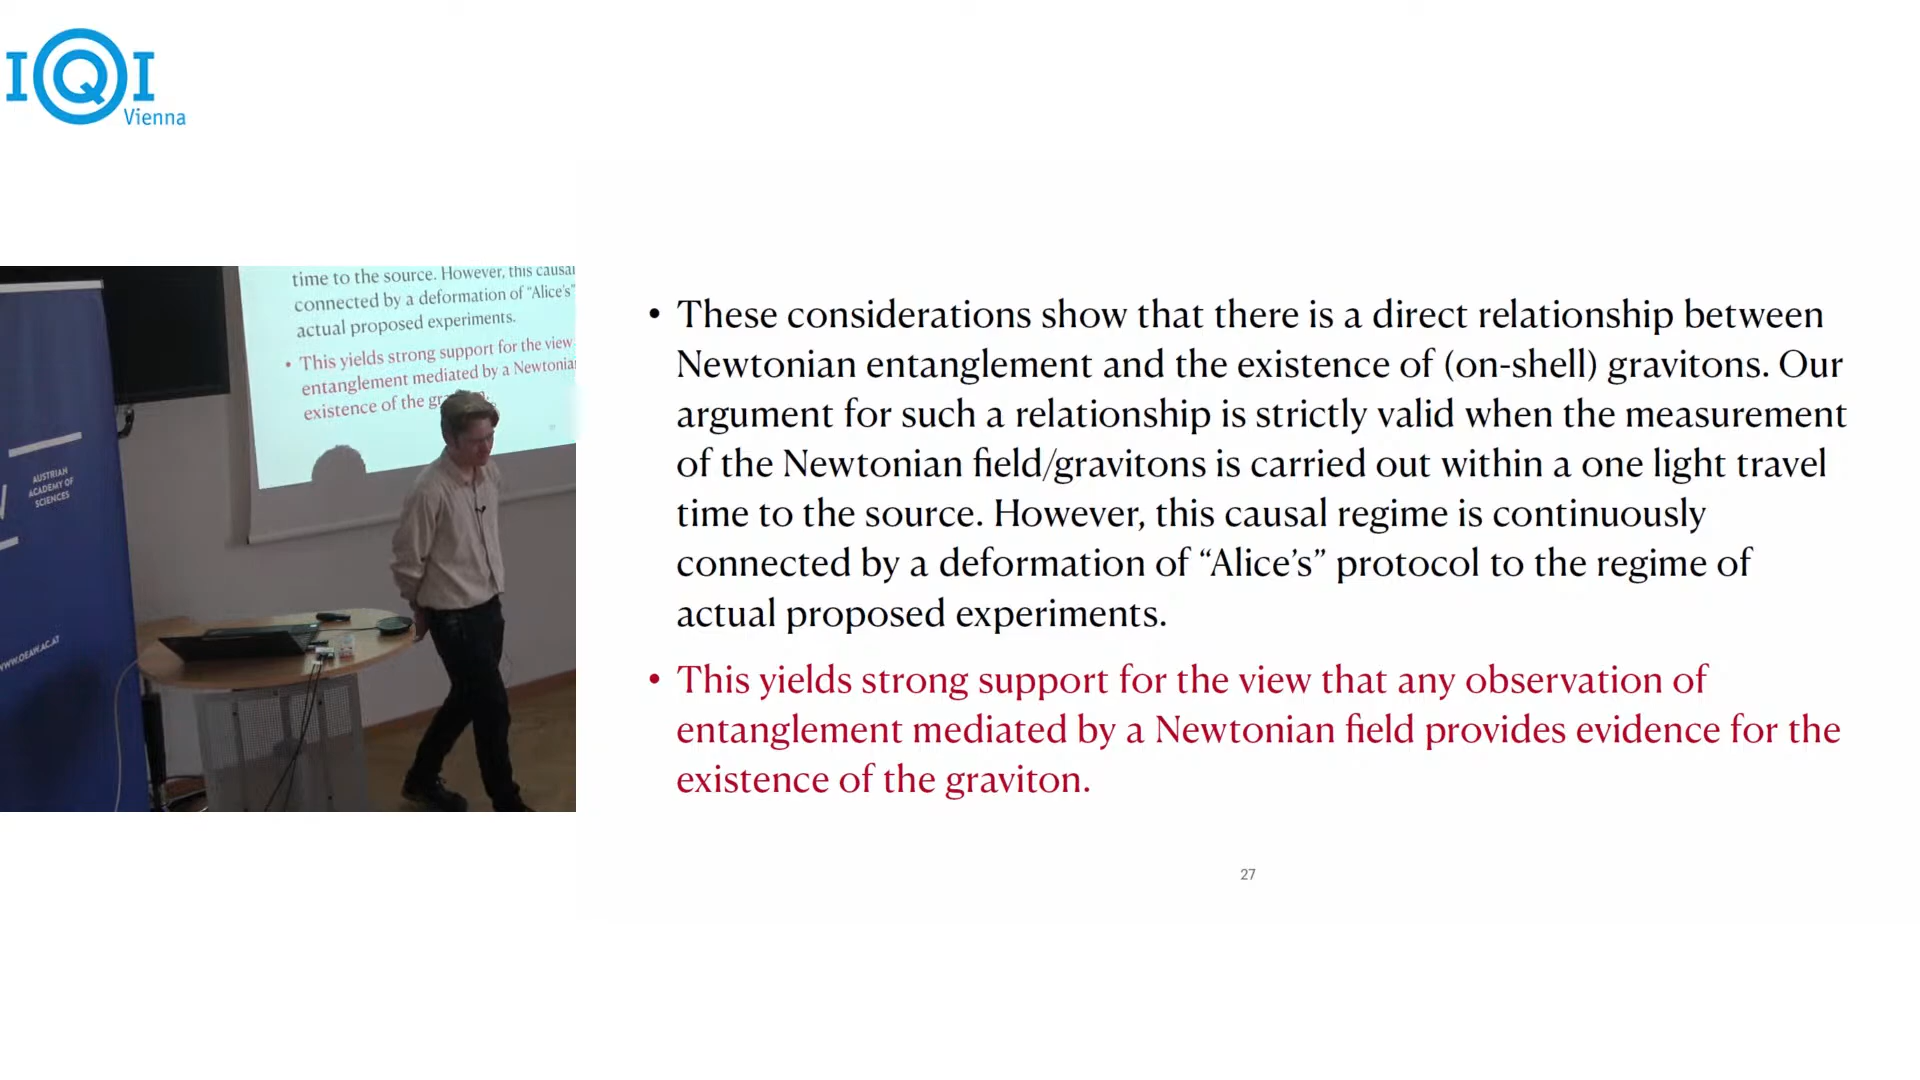 IQI
Vienna
time to the source. However, this causal
connected by a deformation of “Alice’s”
actual proposed experiments.
• This yields strong support for the view
entanglement mediated by a Newtonian
existence of the
27
AUSTRIAN
ACADEMY OF
SCIENCES
WWW.OEAW.AC.AT
• These considerations show that there is a direct relationship between
Newtonian entanglement and the existence of (on-shell) gravitons. Our
argument for such a relationship is strictly valid when the measurement
of the Newtonian field/gravitons is carried out within a one light travel
time to the source. However, this causal regime is continuously
connected by a deformation of “Alice’s” protocol to the regime of
actual proposed experiments.
• This yields strong support for the view that any observation of
entanglement mediated by a Newtonian field provides evidence for the
existence of the graviton.
27